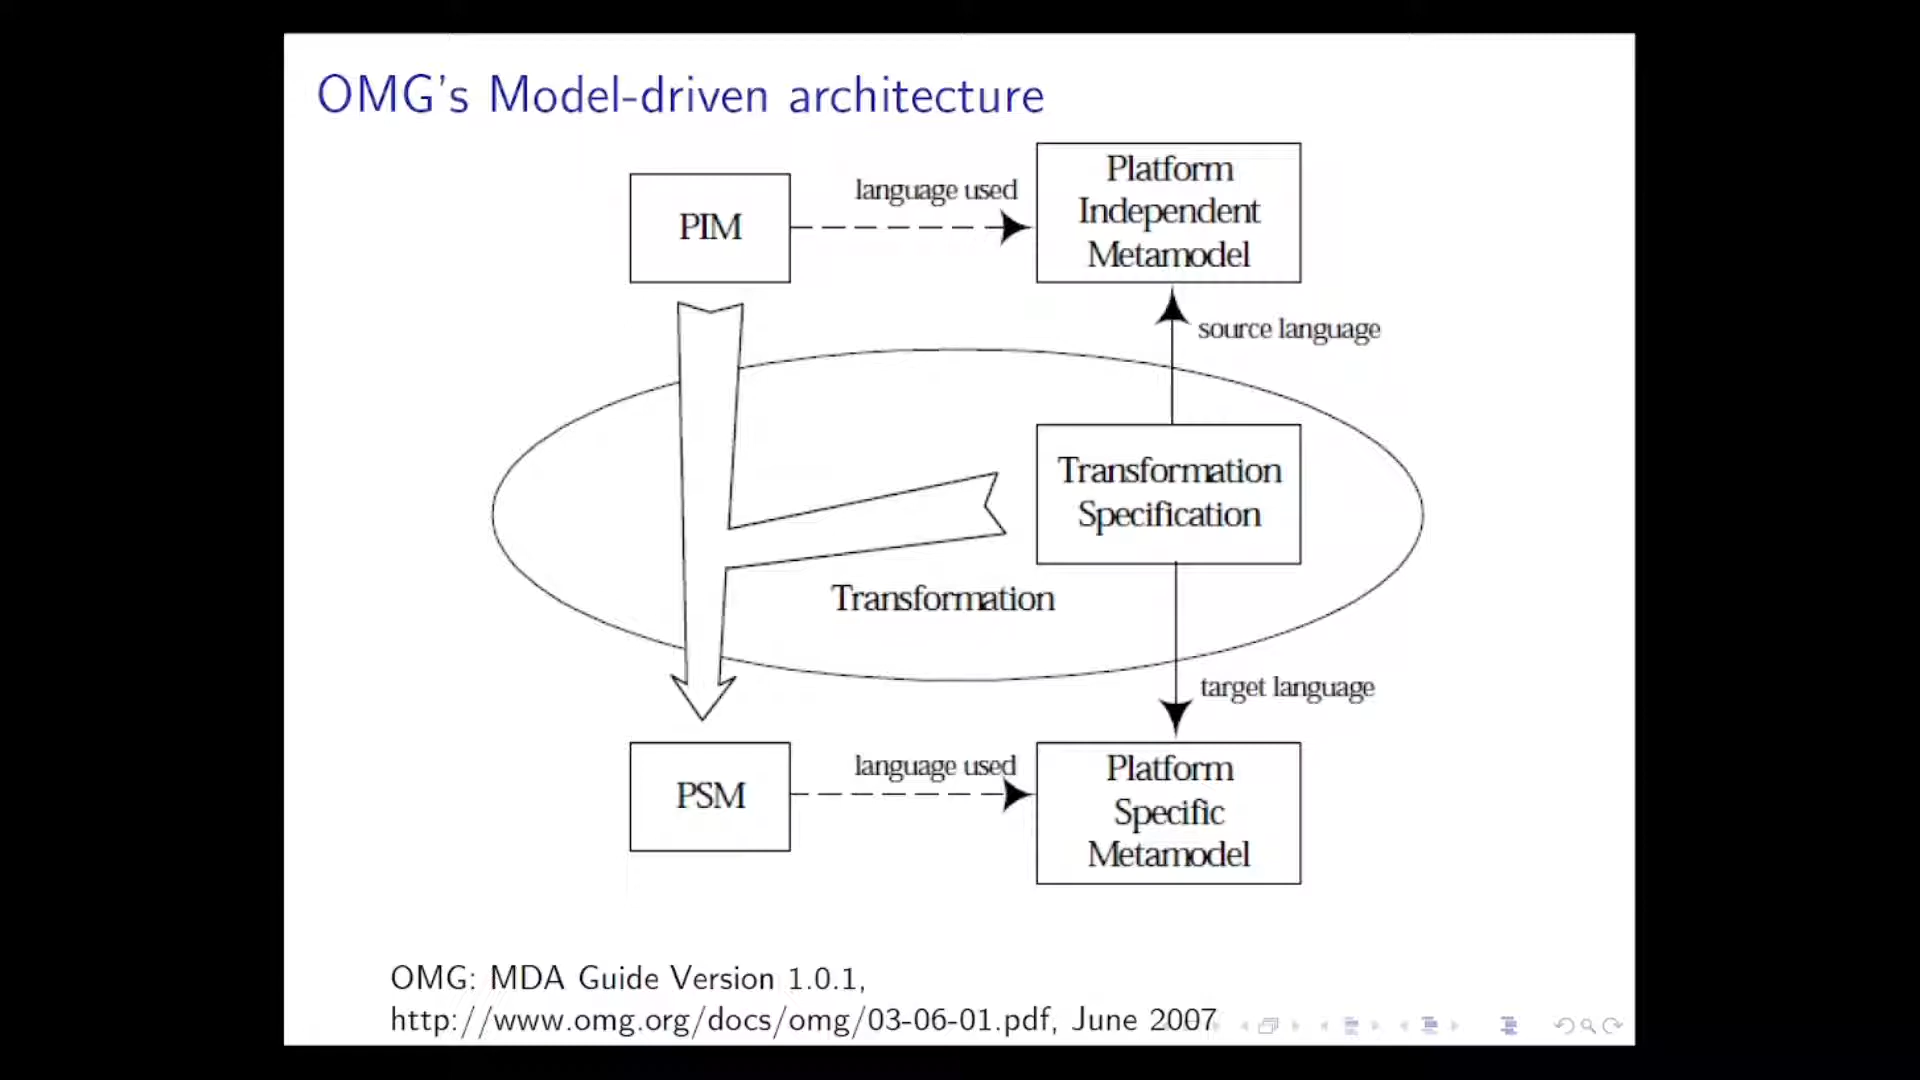 OMG's Model-driven architecture
PIM
language used
Platform
Independent
Metamodel
source language
Transformation
Specification
Transformation
target language
PSM
language used
Platform
Specific
Metamodel
OMG: MDA Guide Version 1.0.1,
http://www.omg.org/docs/omg/03-06-01.pdf, June 2007